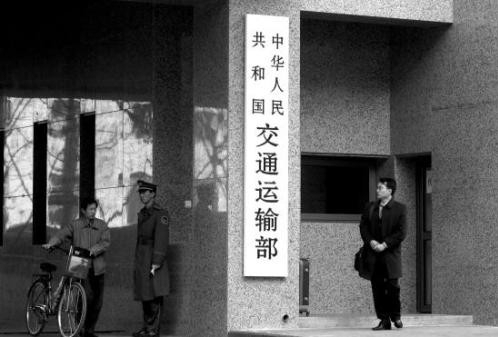 中华人民
共和国
交通运输部